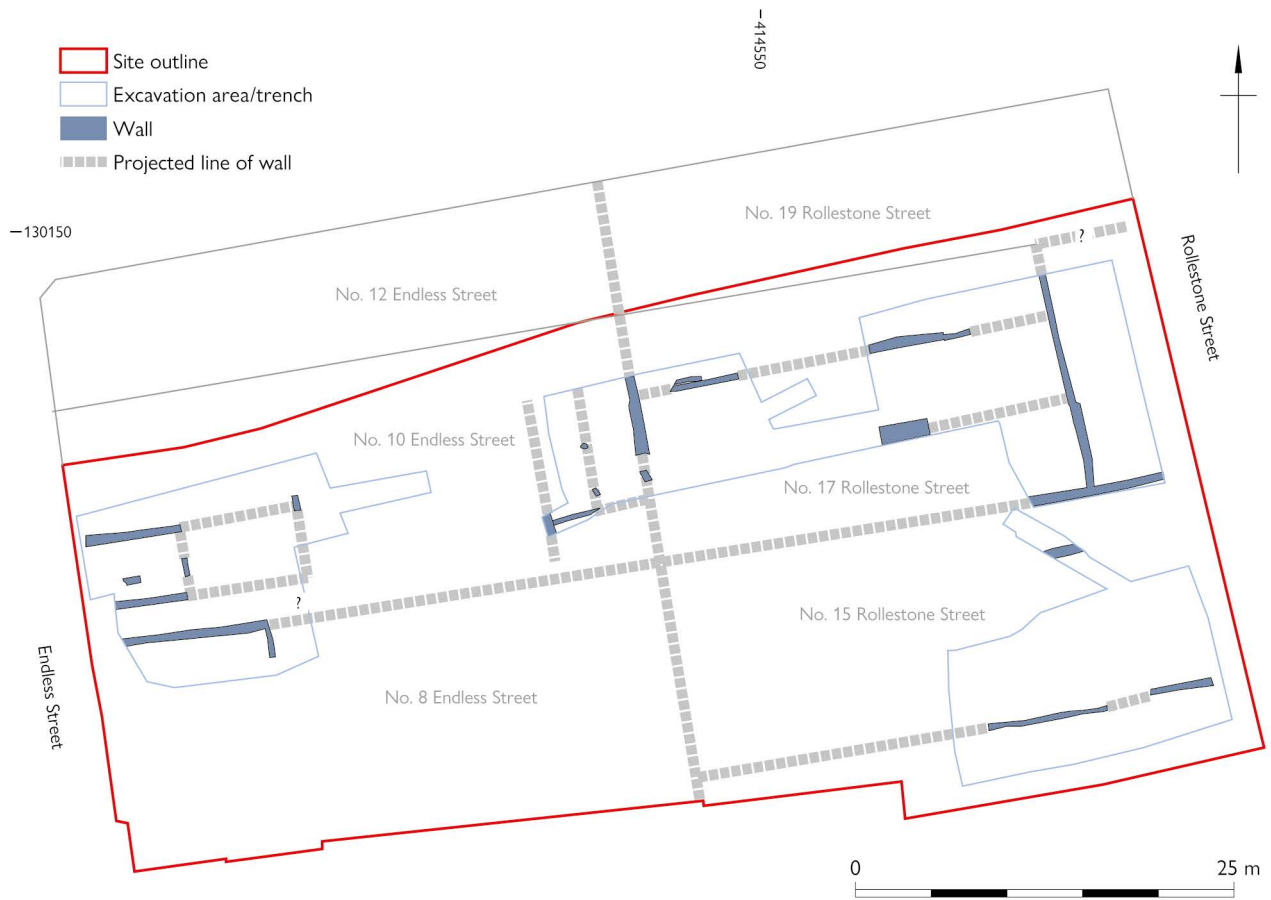 −414550
Site outline
Excavation area/trench
Wall
Projected line of wall
No. 19 Rollestone Street
−130150
?
Rollestone Street
No. 12 Endless Street
No. 10 Endless Street
No. 17 Rollestone Street
?
No. 15 Rollestone Street
Endless Street
No. 8 Endless Street
0 25 m